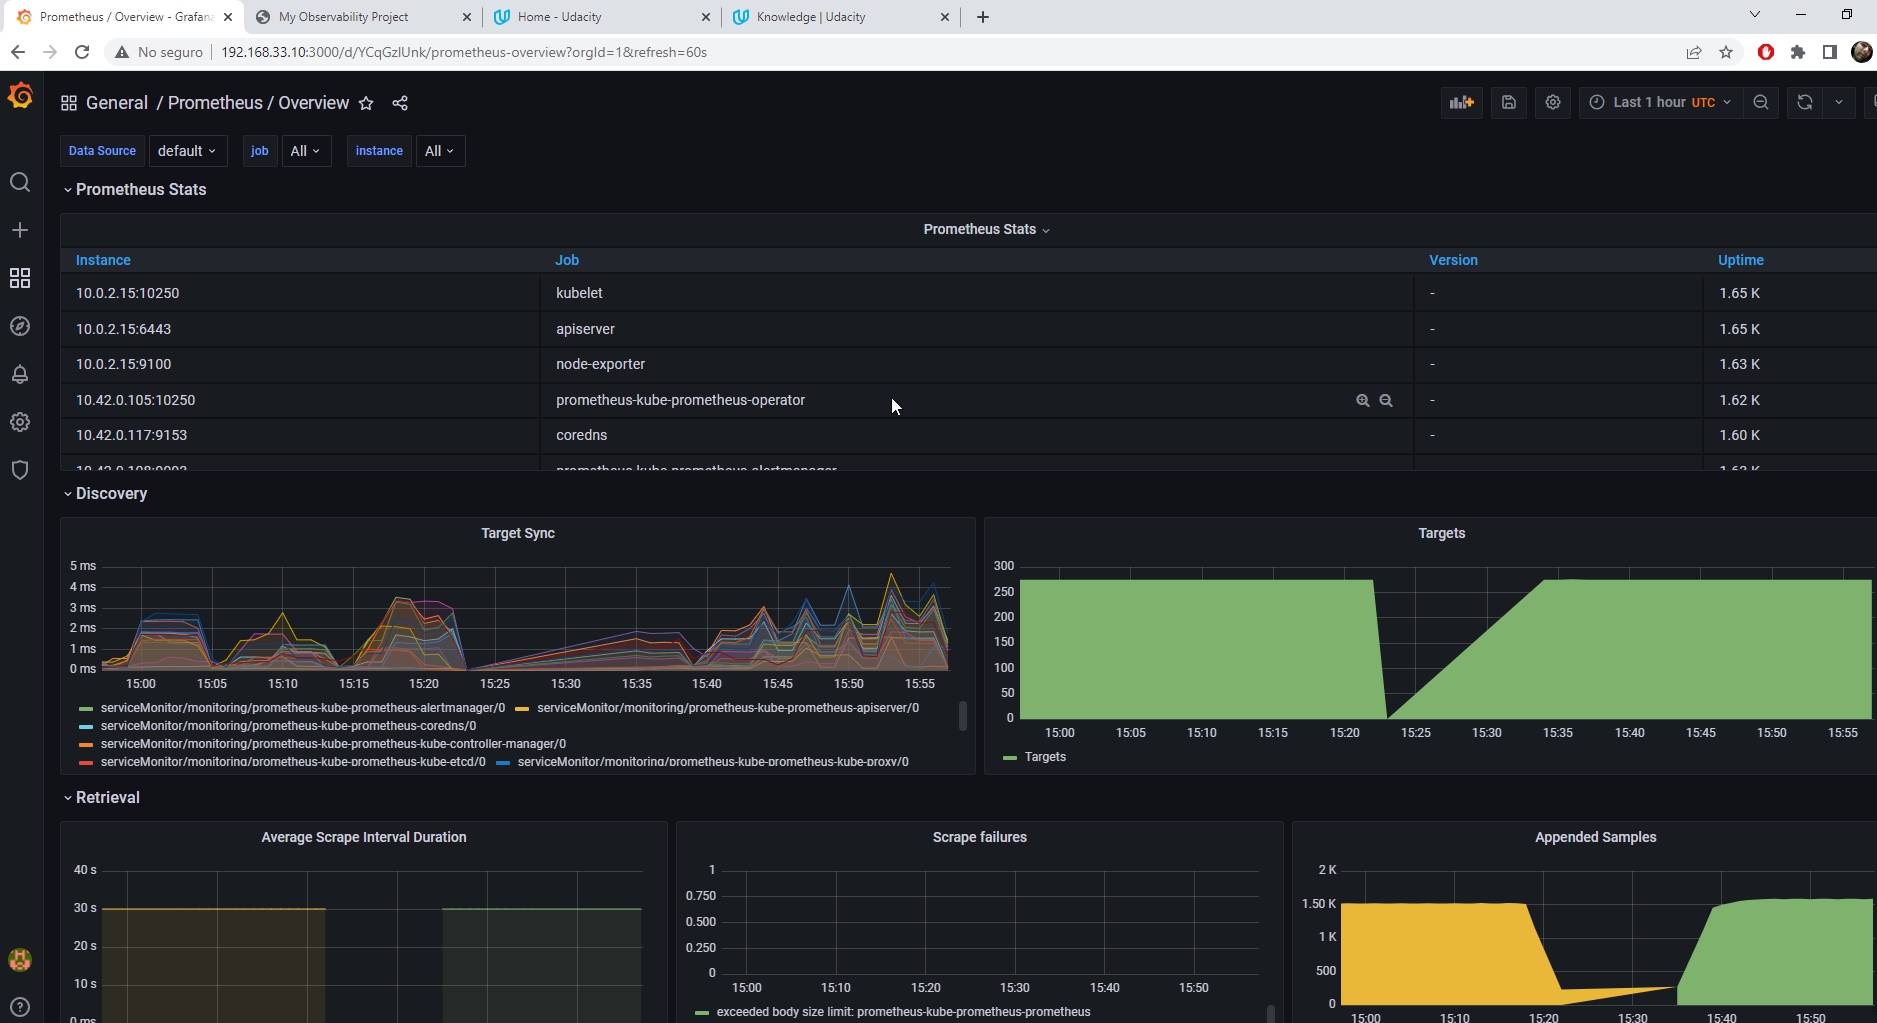 Prometheus / Overview - Grafana
My Observability Project
Home - Udacity
Knowledge | Udacity
No seguro
192.168.33.10:3000/d/YCqGzlUnk/prometheus-overview?orgId=1&refresh=60s
General / Prometheus / Overview
Last 1 hour UTC
Data Source default job All instance All
Prometheus Stats
Prometheus Stats
Instance Job Version Uptime
10.0.2.15:10250 kubelet - 1.65 K
10.0.2.15:6443 apiserver - 1.65 K
10.0.2.15:9100 node-exporter - 1.63 K
10.42.0.105:10250 prometheus-kube-prometheus-operator - 1.62 K
10.42.0.117:9153 coredns - 1.60 K
prometheus-kube-prometheus-alertmanager
Discovery
Target Sync
5 ms
4 ms
3 ms
2 ms
1 ms
0 ms
15:00 15:05 15:10 15:15 15:20 15:25 15:30 15:35 15:40 15:45 15:50 15:55
serviceMonitor/monitoring/prometheus-kube-prometheus-alertmanager/0 serviceMonitor/monitoring/prometheus-kube-prometheus-apiserver/0
serviceMonitor/monitoring/prometheus-kube-prometheus-coredns/0
serviceMonitor/monitoring/prometheus-kube-prometheus-kube-controller-manager/0
serviceMonitor/monitoring/prometheus-kube-prometheus-kube-etcd/0 serviceMonitor/monitoring/prometheus-kube-prometheus-kube-proxy/0
Targets
300
250
200
150
100
50
0
15:00 15:05 15:10 15:15 15:20 15:25 15:30 15:35 15:40 15:45 15:50 15:55
Targets
Retrieval
Average Scrape Interval Duration
40 s
30 s
20 s
10 s
0 ms
Scrape failures
1
0.750
0.500
0.250
0
15:00 15:10 15:20 15:30 15:40 15:50
exceeded body size limit: prometheus-kube-prometheus-prometheus
Appended Samples
2 K
1.50 K
1 K
500
0
15:00 15:10 15:20 15:30 15:40 15:50